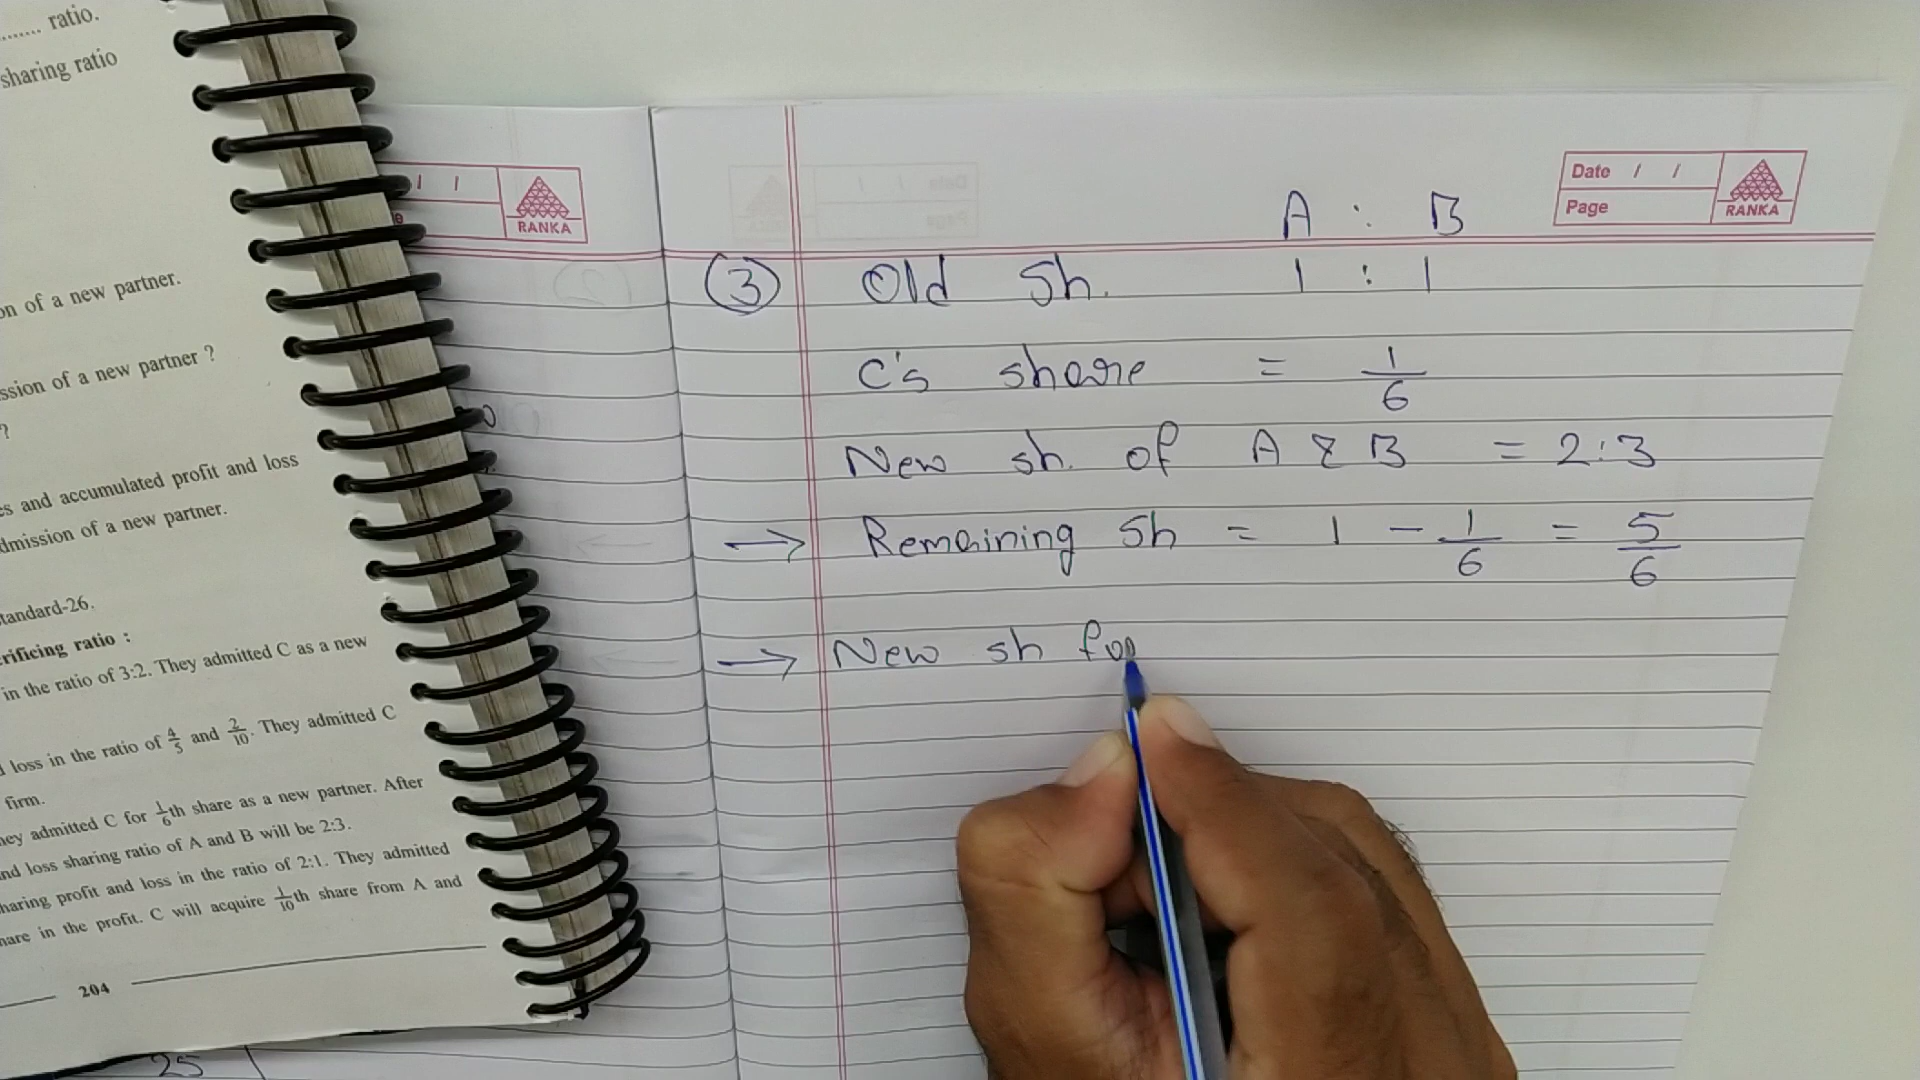 ........ ratio.
sharing ratio
on of a new partner.
ssion of a new partner ?
?
es and accumulated profit and loss
dmission of a new partner.
tandard-26.
crificing ratio :
in the ratio of 3:2. They admitted C as a new
loss in the ratio of 4/5 and 2/10. They admitted C
firm.
hey admitted C for 1/6th share as a new partner. After
nd loss sharing ratio of A and B will be 2:3.
haring profit and loss in the ratio of 2:1. They admitted
hare in the profit. C will acquire 1/10th share from A and
204
25
RANKA
Date / /
Page
RANKA
A : B
(3) Old Sh. 1 : 1
C's share = 1/6
New sh. of A & B = 2:3
→ Remaining Sh = 1 - 1/6 = 5/6
→ New sh for